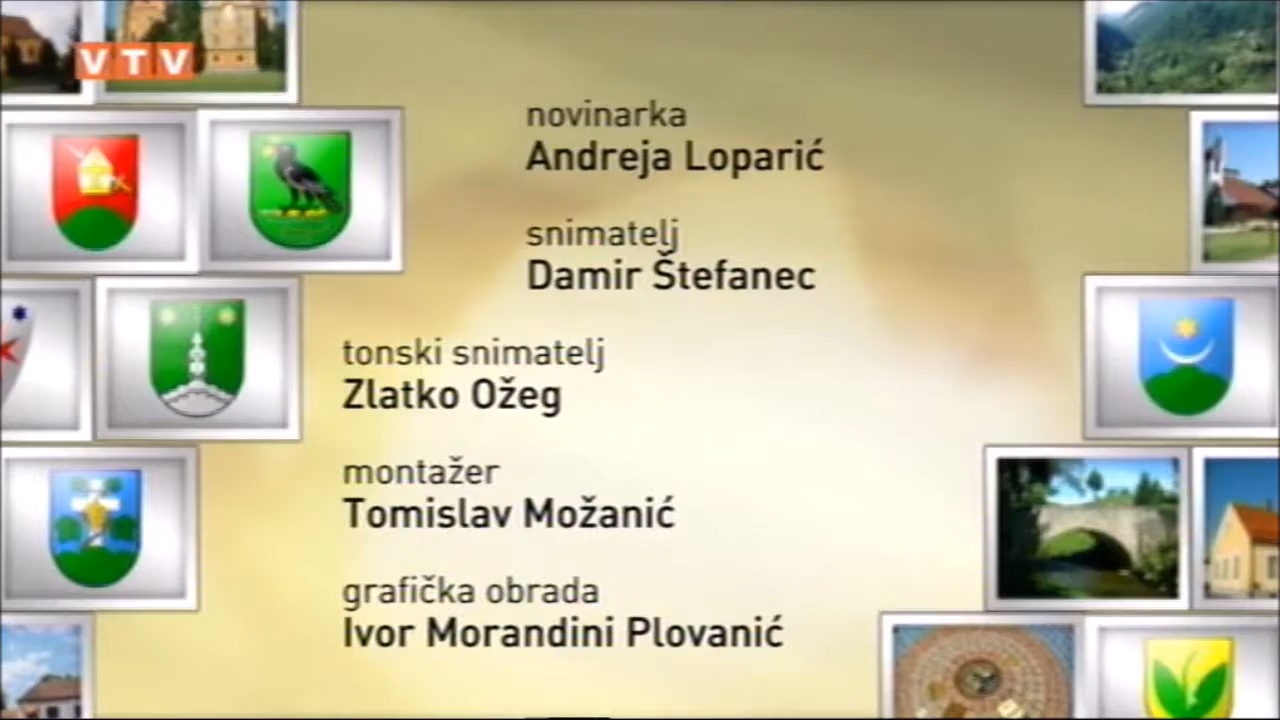 VTV
novinarka
Andreja Loparić
snimatelj
Damir Štefanec
tonski snimatelj
Zlatko Ožeg
montažer
Tomislav Možanić
grafička obrada
Ivor Morandini Plovanić